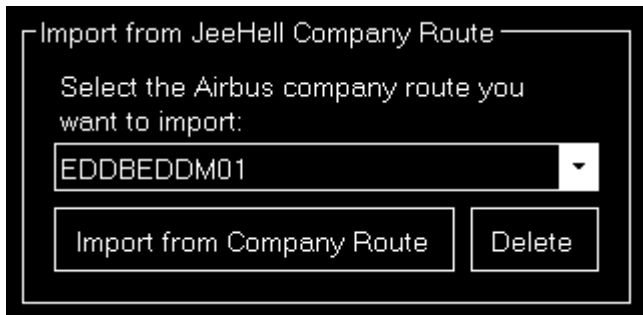 Import from JeeHell Company Route
Select the Airbus company route you
want to import:
EDDBEDDM01
Import from Company Route
Delete